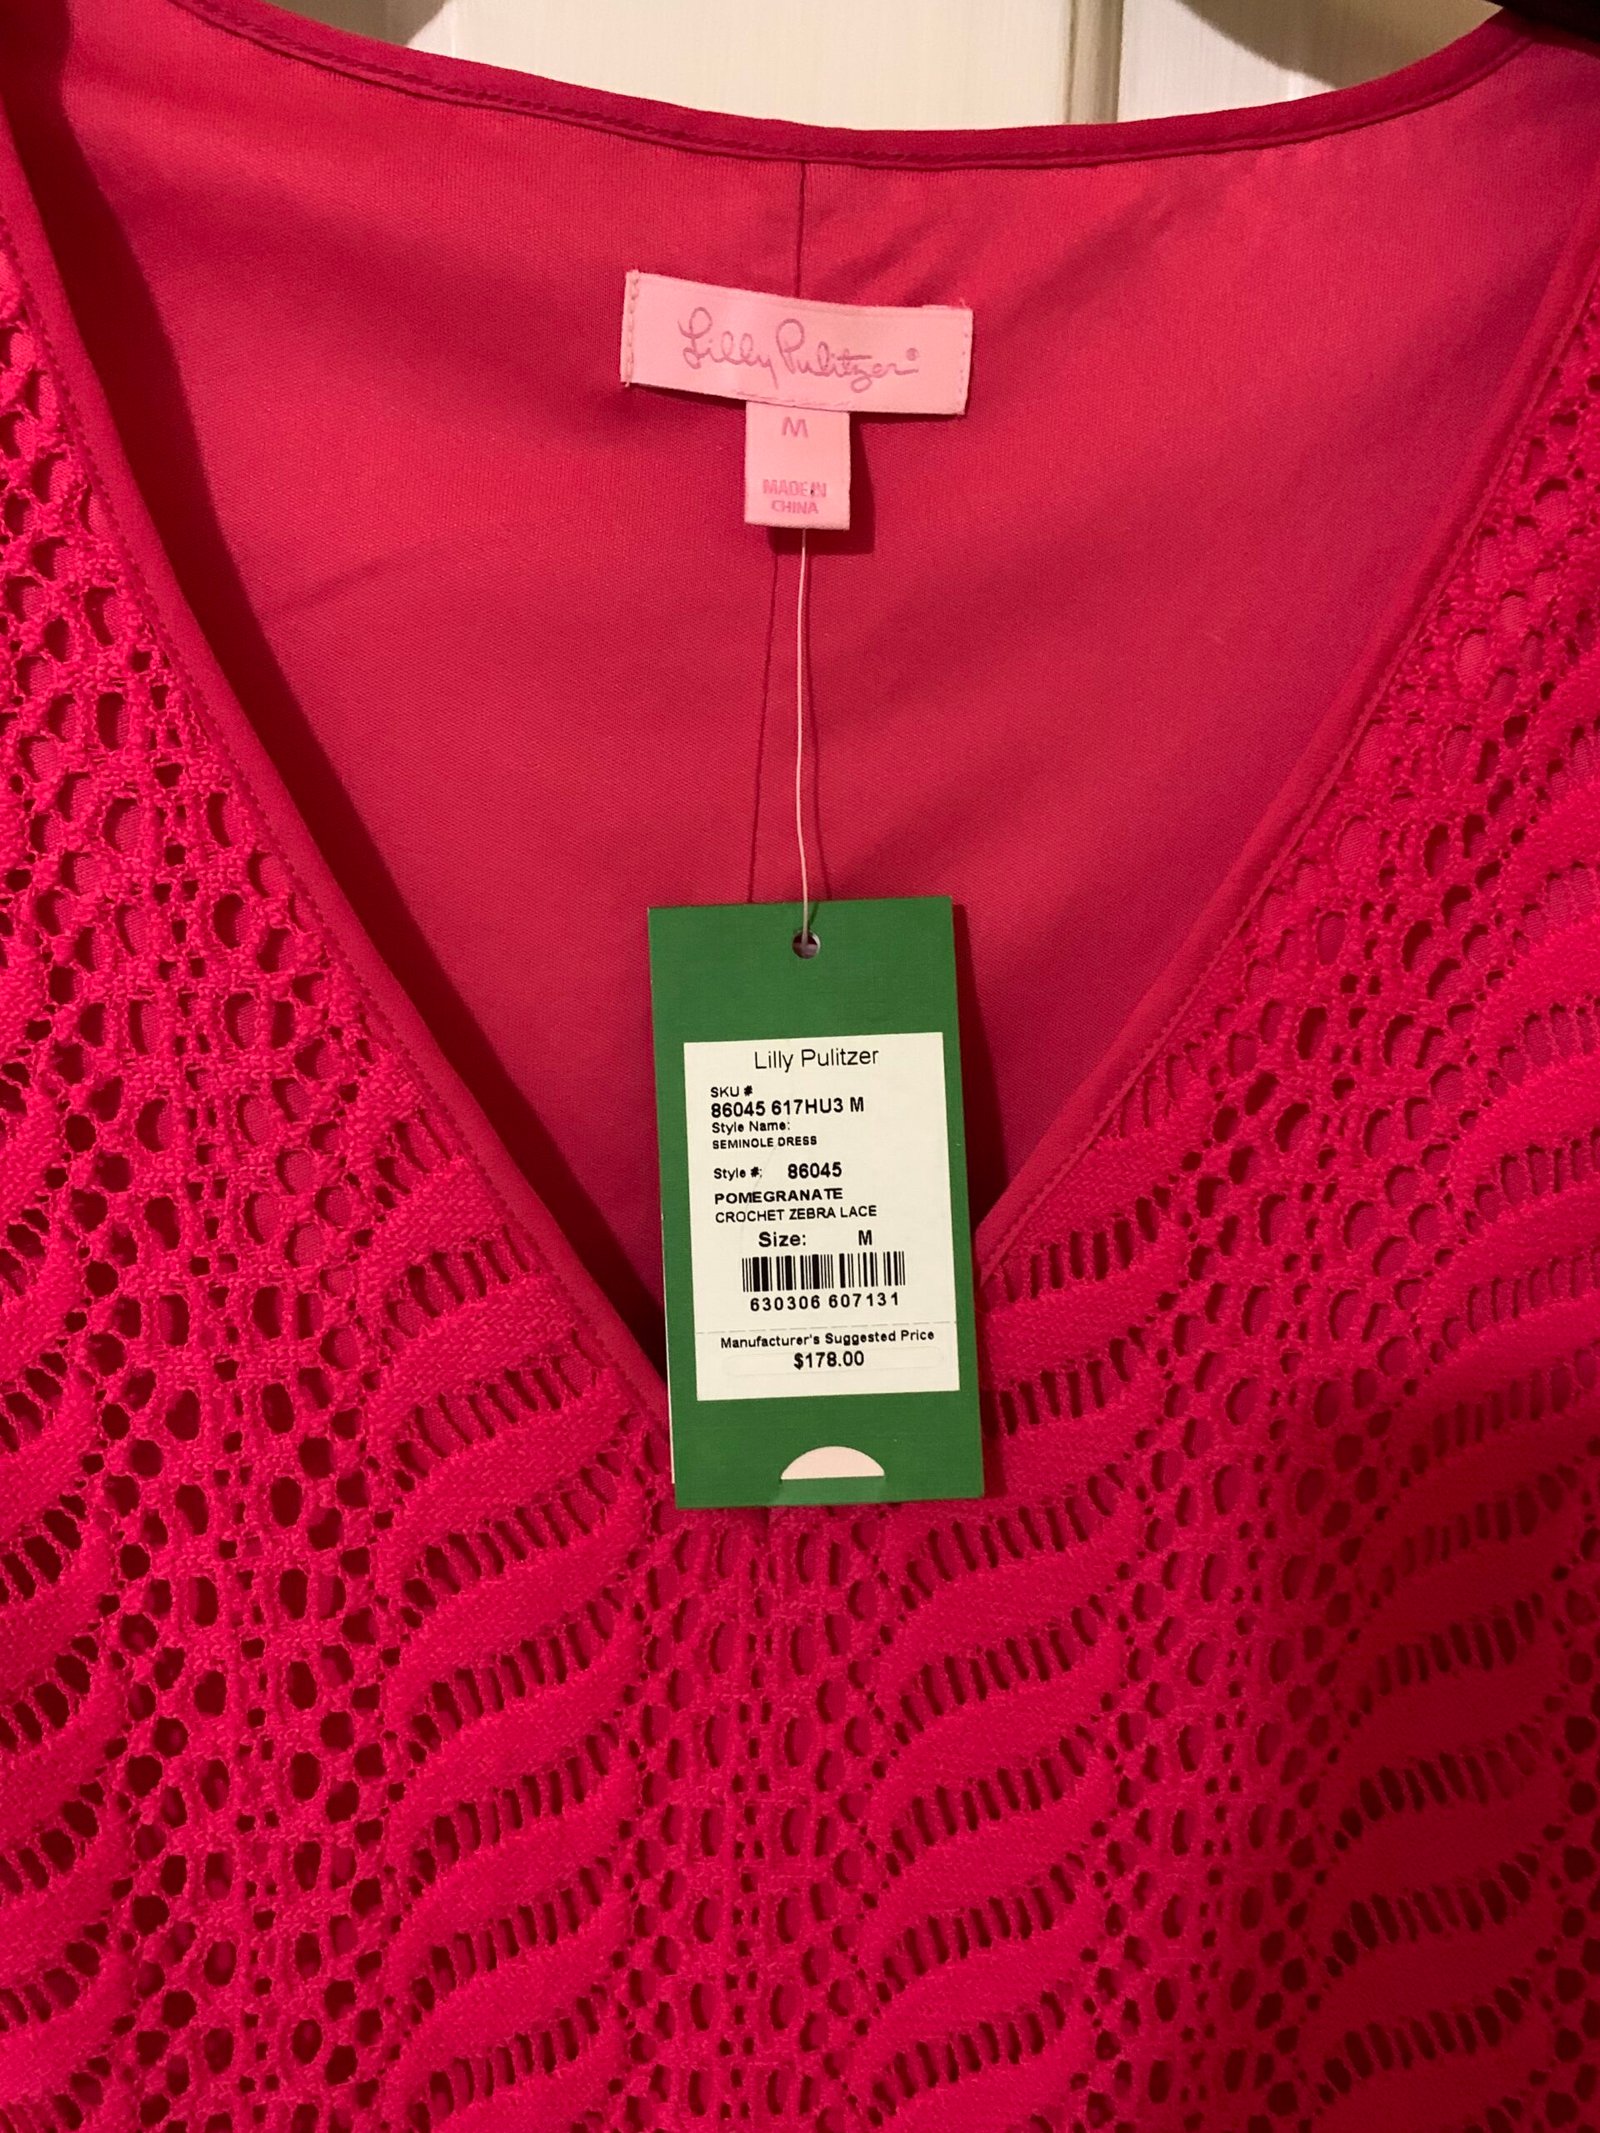 Lilly Pulitzer®
M
MADE IN
CHINA
Lilly Pulitzer
SKU #
86045 617HU3 M
Style Name:
SEMINOLE DRESS
Style #: 86045
POMEGRANATE
CROCHET ZEBRA LACE
Size: M
630306 607131
Manufacturer's Suggested Price
$178.00